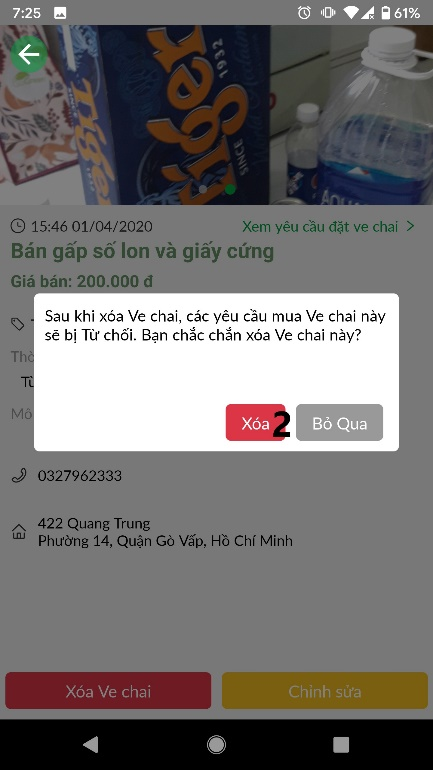 7:25
61%
Tiger
SINCE 1932
15:46 01/04/2020
Xem yêu cầu đặt ve chai >
Bán gấp số lon và giấy cứng
Giá bán: 200.000 đ
Sau khi xóa Ve chai, các yêu cầu mua Ve chai này
sẽ bị Từ chối. Bạn chắc chắn xóa Ve chai này?
Xóa
2
Bỏ Qua
0327962333
422 Quang Trung
Phường 14, Quận Gò Vấp, Hồ Chí Minh
Xóa Ve chai
Chỉnh sửa